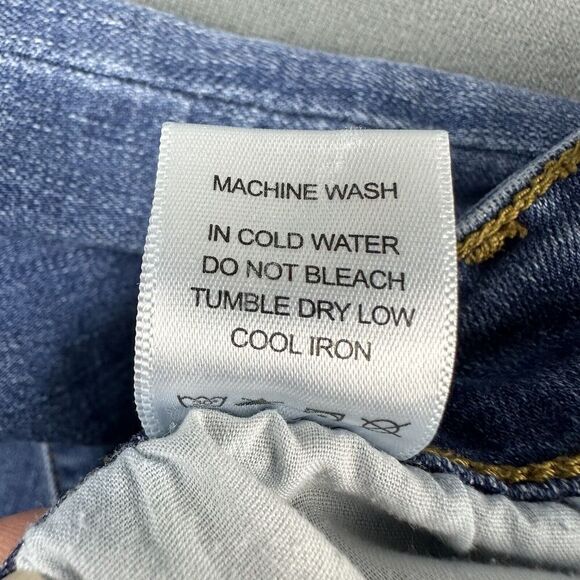 MACHINE WASH
IN COLD WATER
DO NOT BLEACH
TUMBLE DRY LOW
COOL IRON